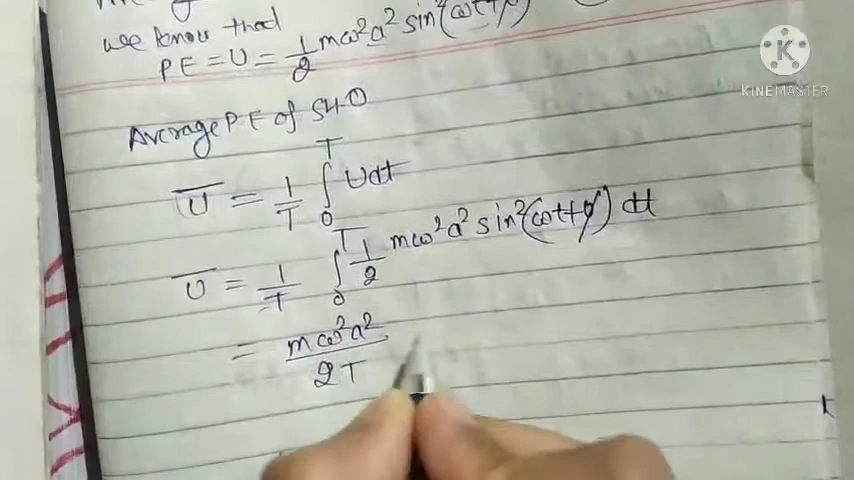 we know that
PE = U = 1/2 mω²a² sin²(ωt+φ)
KINEMASTER
Average PE of SHO
U̅ = 1/T ∫₀ᵀ U dt
U̅ = 1/T ∫₀ᵀ 1/2 mω²a² sin²(ωt+φ) dt
= mω²a²/2T